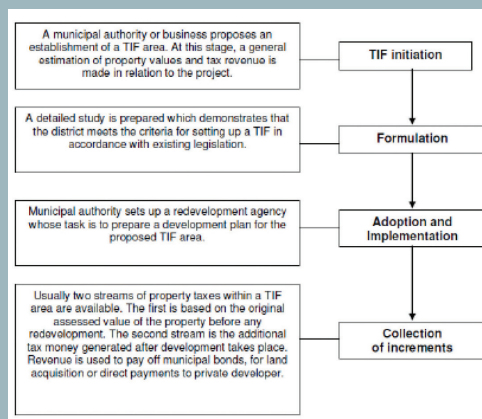 A municipal authority or business proposes an
establishment of a TIF area. At this stage, a general
estimation of property values and tax revenue is
made in relation to the project.
TIF initiation
A detailed study is prepared which demonstrates that
the district meets the criteria for setting up a TIF in
accordance with existing legislation.
Formulation
Municipal authority sets up a redevelopment agency
whose task is to prepare a development plan for the
proposed TIF area.
Adoption and
Implementation
Usually two streams of property taxes within a TIF
area are available. The first is based on the original
assessed value of the property before any
redevelopment. The second stream is the additional
tax money generated after development takes place.
Revenue is used to pay off municipal bonds, for land
acquisition or direct payments to private developer.
Collection
of increments